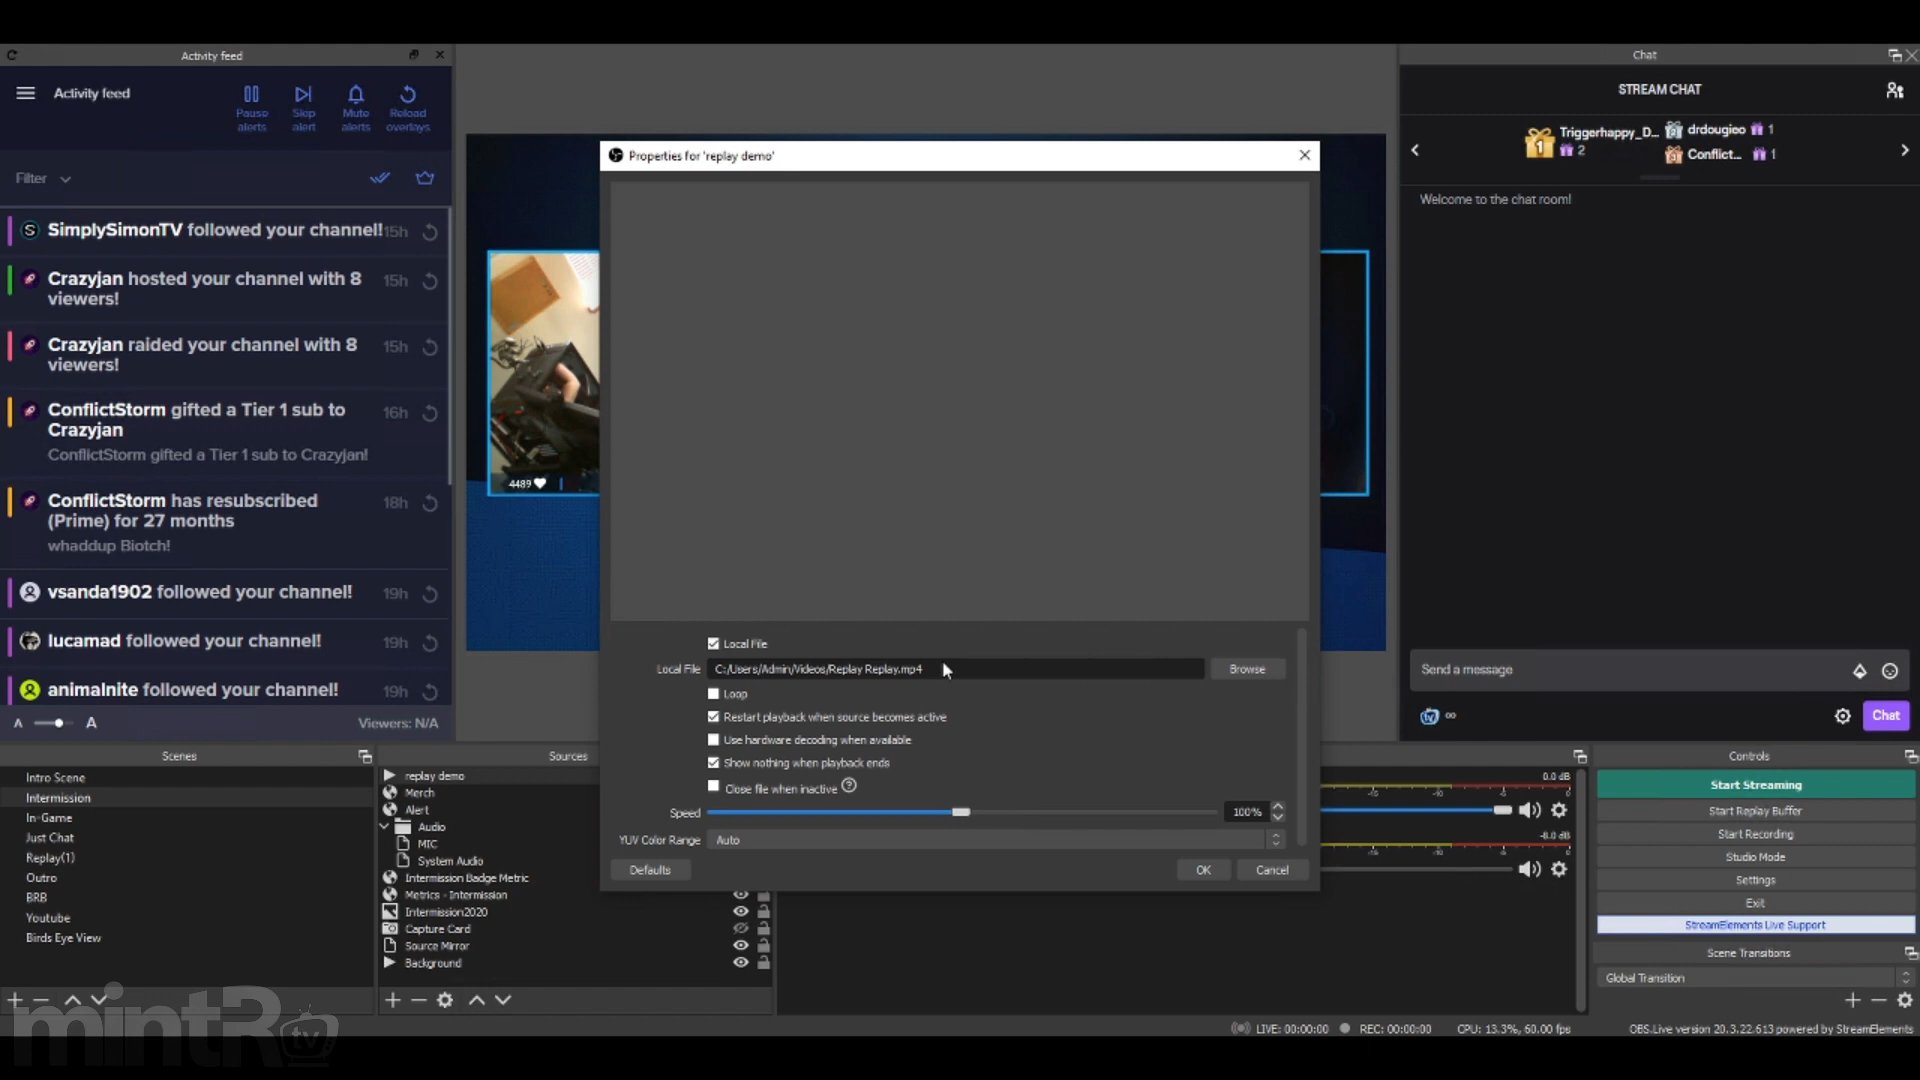 Activity feed
Activity feed
Pause alerts
Skip alert
Mute alerts
Reload overlays
Filter
SimplySimonTV followed your channel! 15h
Crazyjan hosted your channel with 8 15h
viewers!
Crazyjan raided your channel with 8 15h
viewers!
ConflictStorm gifted a Tier 1 sub to 16h
Crazyjan
ConflictStorm gifted a Tier 1 sub to Crazyjan!
ConflictStorm has resubscribed 18h
(Prime) for 27 months
whaddup Biotch!
vsanda1902 followed your channel! 19h
lucamad followed your channel! 19h
animalnite followed your channel! 19h
A A Viewers: N/A
4489
Properties for 'replay demo'
Local File
Local File C:/Users/Admin/Videos/Replay Replay.mp4 Browse
Loop
Restart playback when source becomes active
Use hardware decoding when available
Show nothing when playback ends
Close file when inactive ?
Speed 100%
YUV Color Range Auto
Defaults OK Cancel
Chat
STREAM CHAT
1 Triggerhappy_D... 2
drdougieo 1
Conflict... 1
Welcome to the chat room!
Send a message
Chat
Scenes
Intro Scene
Intermission
In-Game
Just Chat
Replay(1)
Outro
BRB
Youtube
Birds Eye View
Sources
replay demo
Merch
Alert
Audio
MIC
System Audio
Intermission Badge Metric
Metrics - Intermission
Intermission2020
Capture Card
Source Mirror
Background
0.0 dB
-8.0 dB
Controls
Start Streaming
Start Replay Buffer
Start Recording
Studio Mode
Settings
Exit
StreamElements Live Support
Scene Transitions
Global Transition
LIVE: 00:00:00 REC: 00:00:00 CPU: 13.3%, 60.00 fps OBS.Live version 20.3.22.613 powered by StreamElements
mintR tv